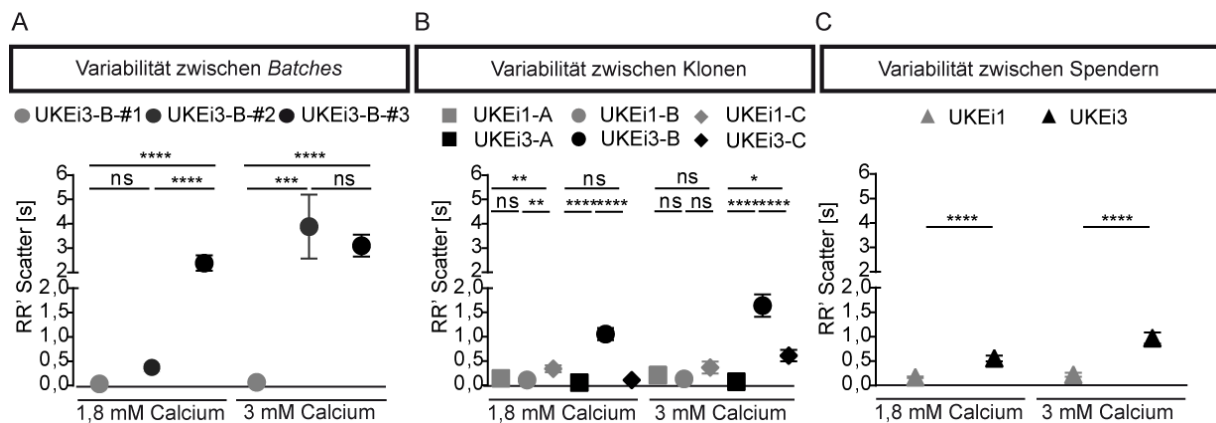 A
Variabilität zwischen Batches
UKEi3-B-#1 UKEi3-B-#2 UKEi3-B-#3
**** ****
ns **** *** ns
RR' Scatter [s]
6
5
4
3
2
2,0
1,5
1,0
0,5
0,0
1,8 mM Calcium 3 mM Calcium
B
Variabilität zwischen Klonen
UKEi1-A UKEi1-B UKEi1-C
UKEi3-A UKEi3-B UKEi3-C
** ns ns *
ns ** **** **** ns ns **** ****
RR' Scatter [s]
6
5
4
3
2
2,0
1,5
1,0
0,5
0,0
1,8 mM Calcium 3 mM Calcium
C
Variabilität zwischen Spendern
UKEi1 UKEi3
**** ****
RR' Scatter [s]
6
5
4
3
2
2,0
1,5
1,0
0,5
0,0
1,8 mM Calcium 3 mM Calcium